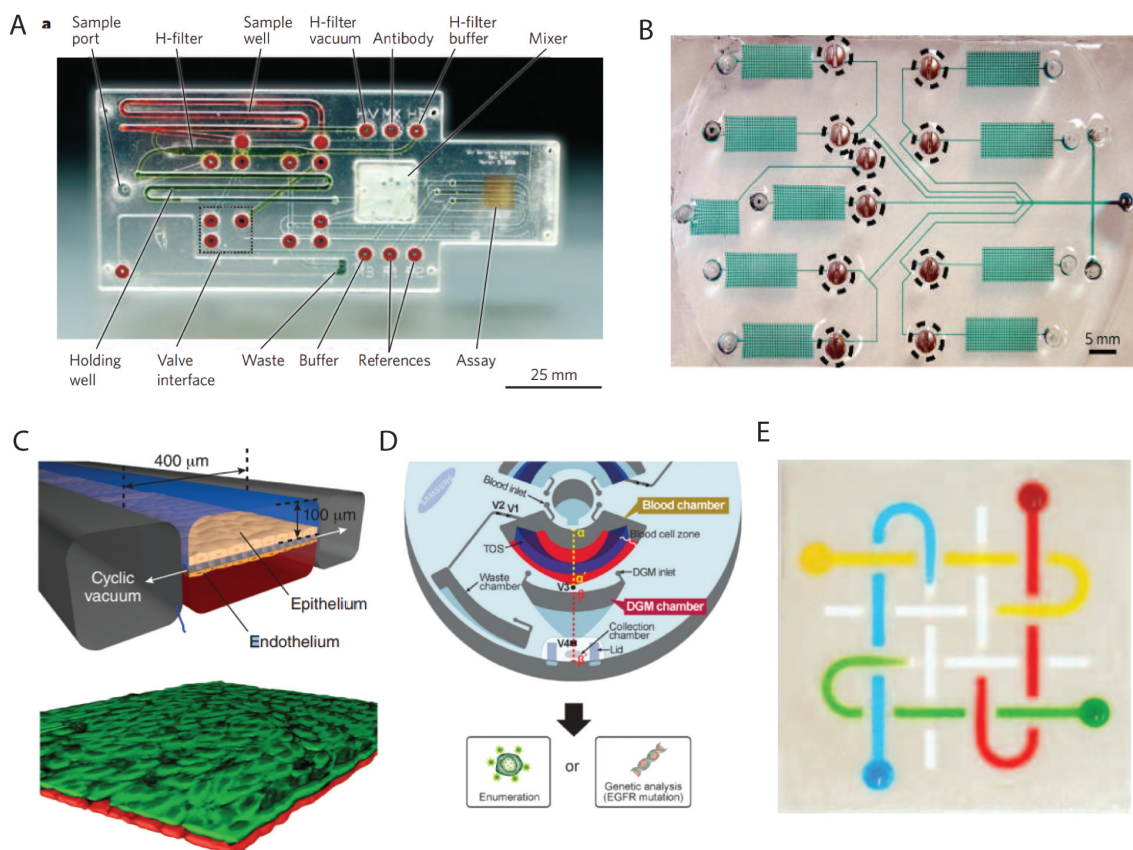 A
a
Sample port
H-filter
Sample well
H-filter vacuum
Antibody
H-filter buffer
Mixer
Holding well
Valve interface
Waste
Buffer
References
Assay
25 mm
B
5 mm
C
400 µm
100 µm
Cyclic vacuum
Epithelium
Endothelium
D
SAMSUNG
Blood inlet
V2 V1
α
Blood chamber
TOS
Blood cell zone
Waste chamber
α'
DGM inlet
V3
β
DGM chamber
Collection chamber
V4
β'
Lid
Enumeration
or
Genetic analysis
(EGFR mutation)
E